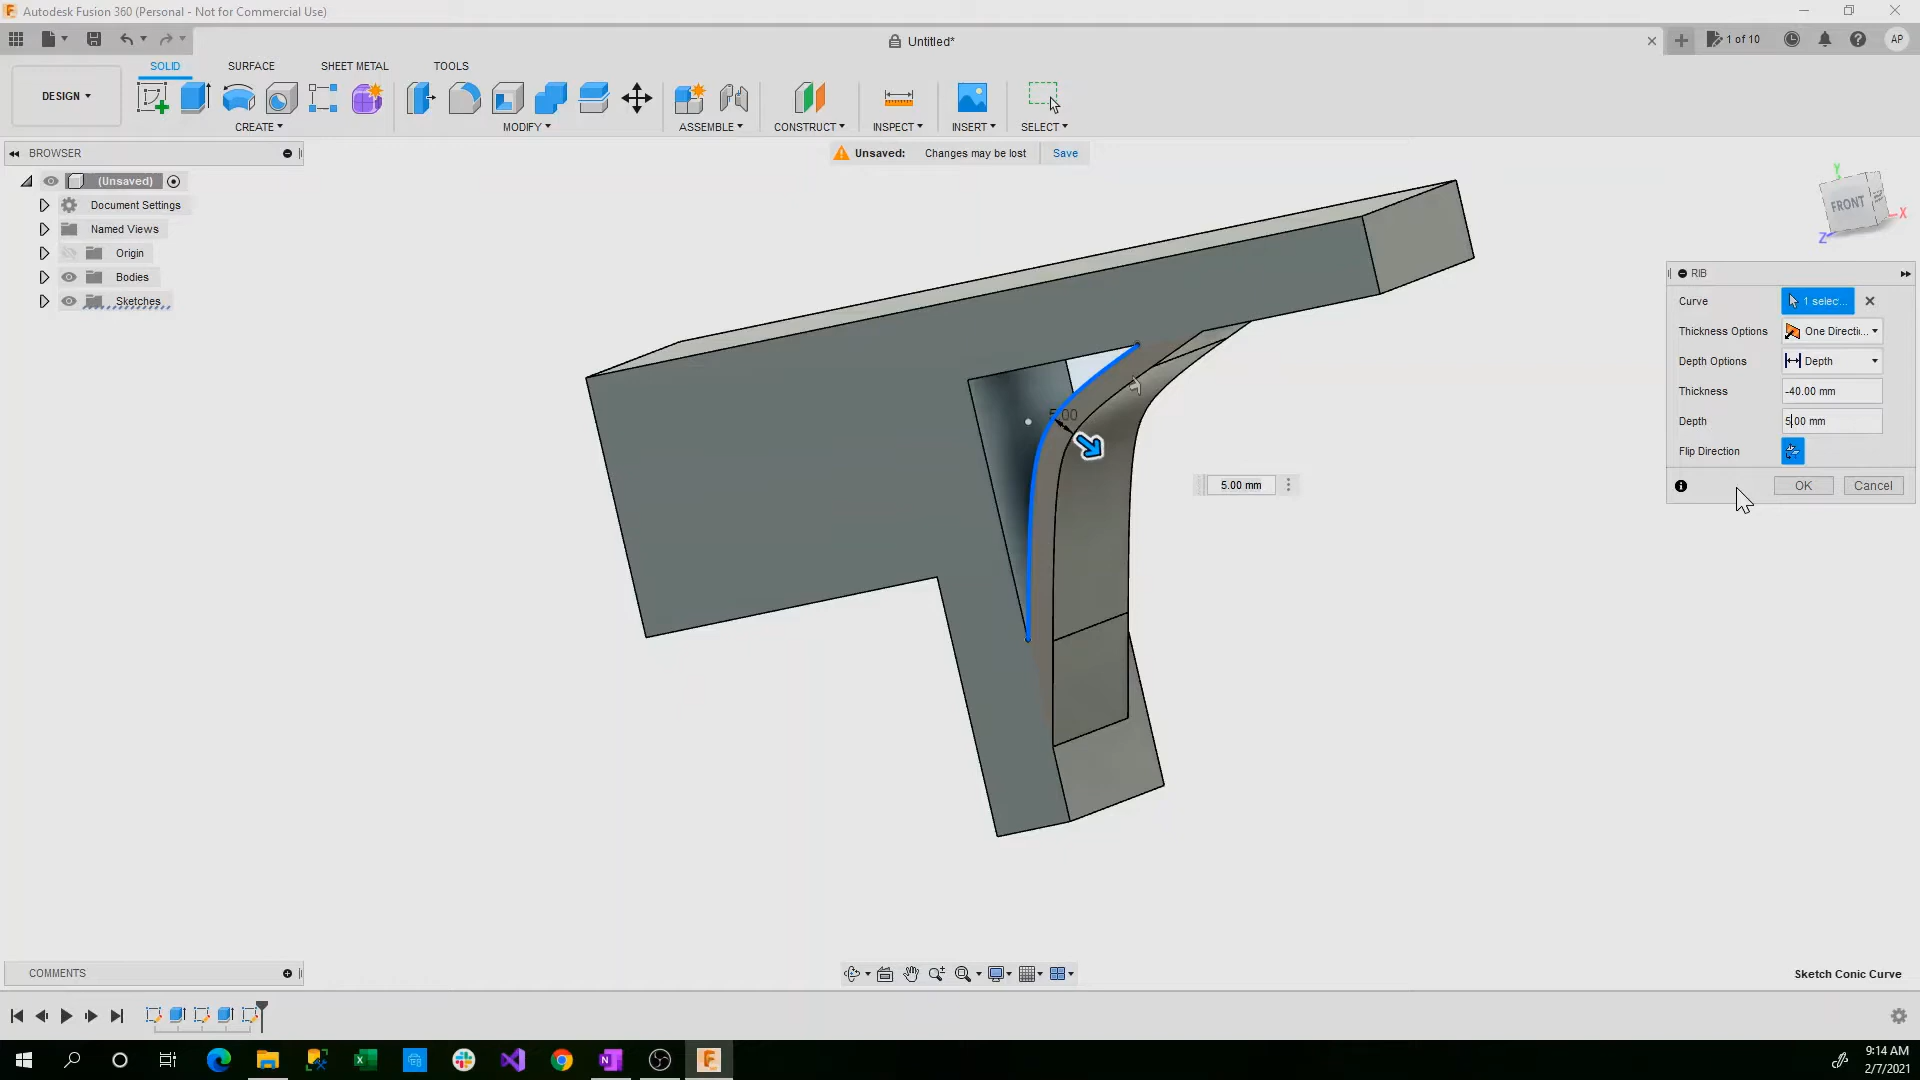 Autodesk Fusion 360 (Personal - Not for Commercial Use)
Untitled*
1 of 10
AP
DESIGN
SOLID
SURFACE
SHEET METAL
TOOLS
CREATE
MODIFY
ASSEMBLE
CONSTRUCT
INSPECT
INSERT
SELECT
BROWSER
Unsaved: Changes may be lost Save
(Unsaved)
Document Settings
Named Views
Origin
Bodies
Sketches
Y
FRONT
X
Z
RIB
Curve 1 selec...
Thickness Options One Directi...
Depth Options Depth
Thickness -40.00 mm
Depth 5.00 mm
Flip Direction
OK Cancel
5.00
5.00 mm
COMMENTS
Sketch Conic Curve
9:14 AM
2/7/2021